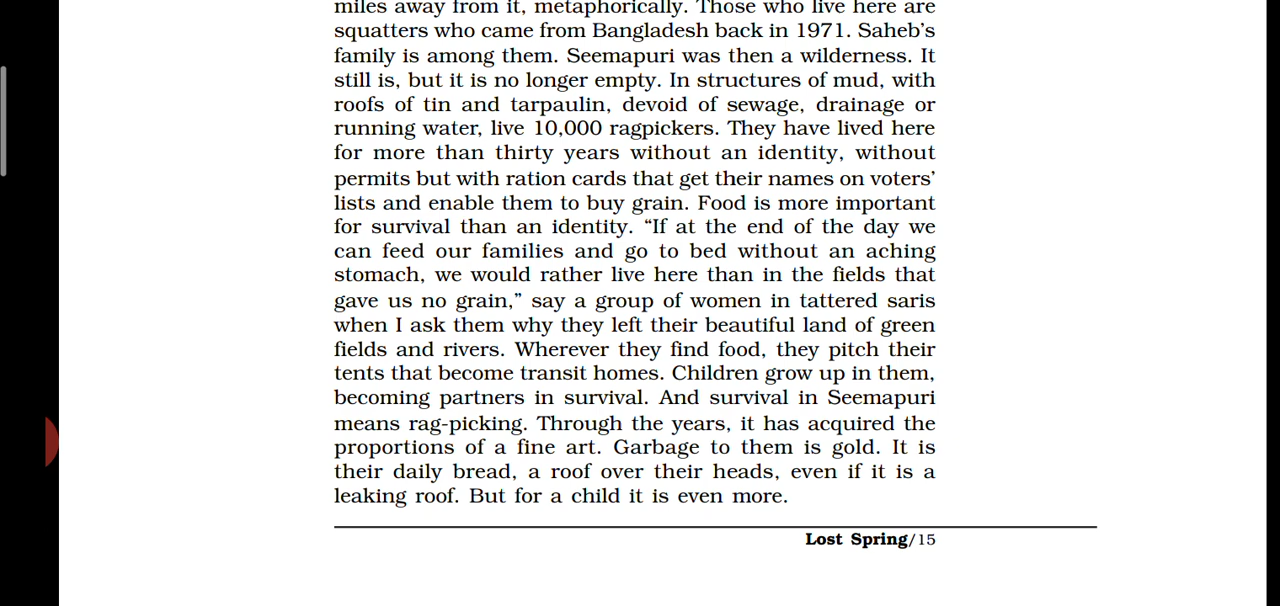 miles away from it, metaphorically. Those who live here are
squatters who came from Bangladesh back in 1971. Saheb's
family is among them. Seemapuri was then a wilderness. It
still is, but it is no longer empty. In structures of mud, with
roofs of tin and tarpaulin, devoid of sewage, drainage or
running water, live 10,000 ragpickers. They have lived here
for more than thirty years without an identity, without
permits but with ration cards that get their names on voters'
lists and enable them to buy grain. Food is more important
for survival than an identity. “If at the end of the day we
can feed our families and go to bed without an aching
stomach, we would rather live here than in the fields that
gave us no grain,” say a group of women in tattered saris
when I ask them why they left their beautiful land of green
fields and rivers. Wherever they find food, they pitch their
tents that become transit homes. Children grow up in them,
becoming partners in survival. And survival in Seemapuri
means rag-picking. Through the years, it has acquired the
proportions of a fine art. Garbage to them is gold. It is
their daily bread, a roof over their heads, even if it is a
leaking roof. But for a child it is even more.
Lost Spring/15